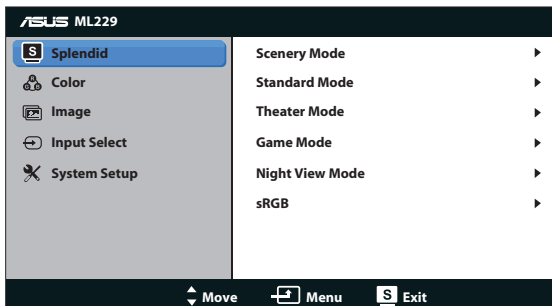 ASUS ML229
S Splendid
Color
Image
Input Select
System Setup
Scenery Mode
Standard Mode
Theater Mode
Game Mode
Night View Mode
sRGB
Move Menu S Exit